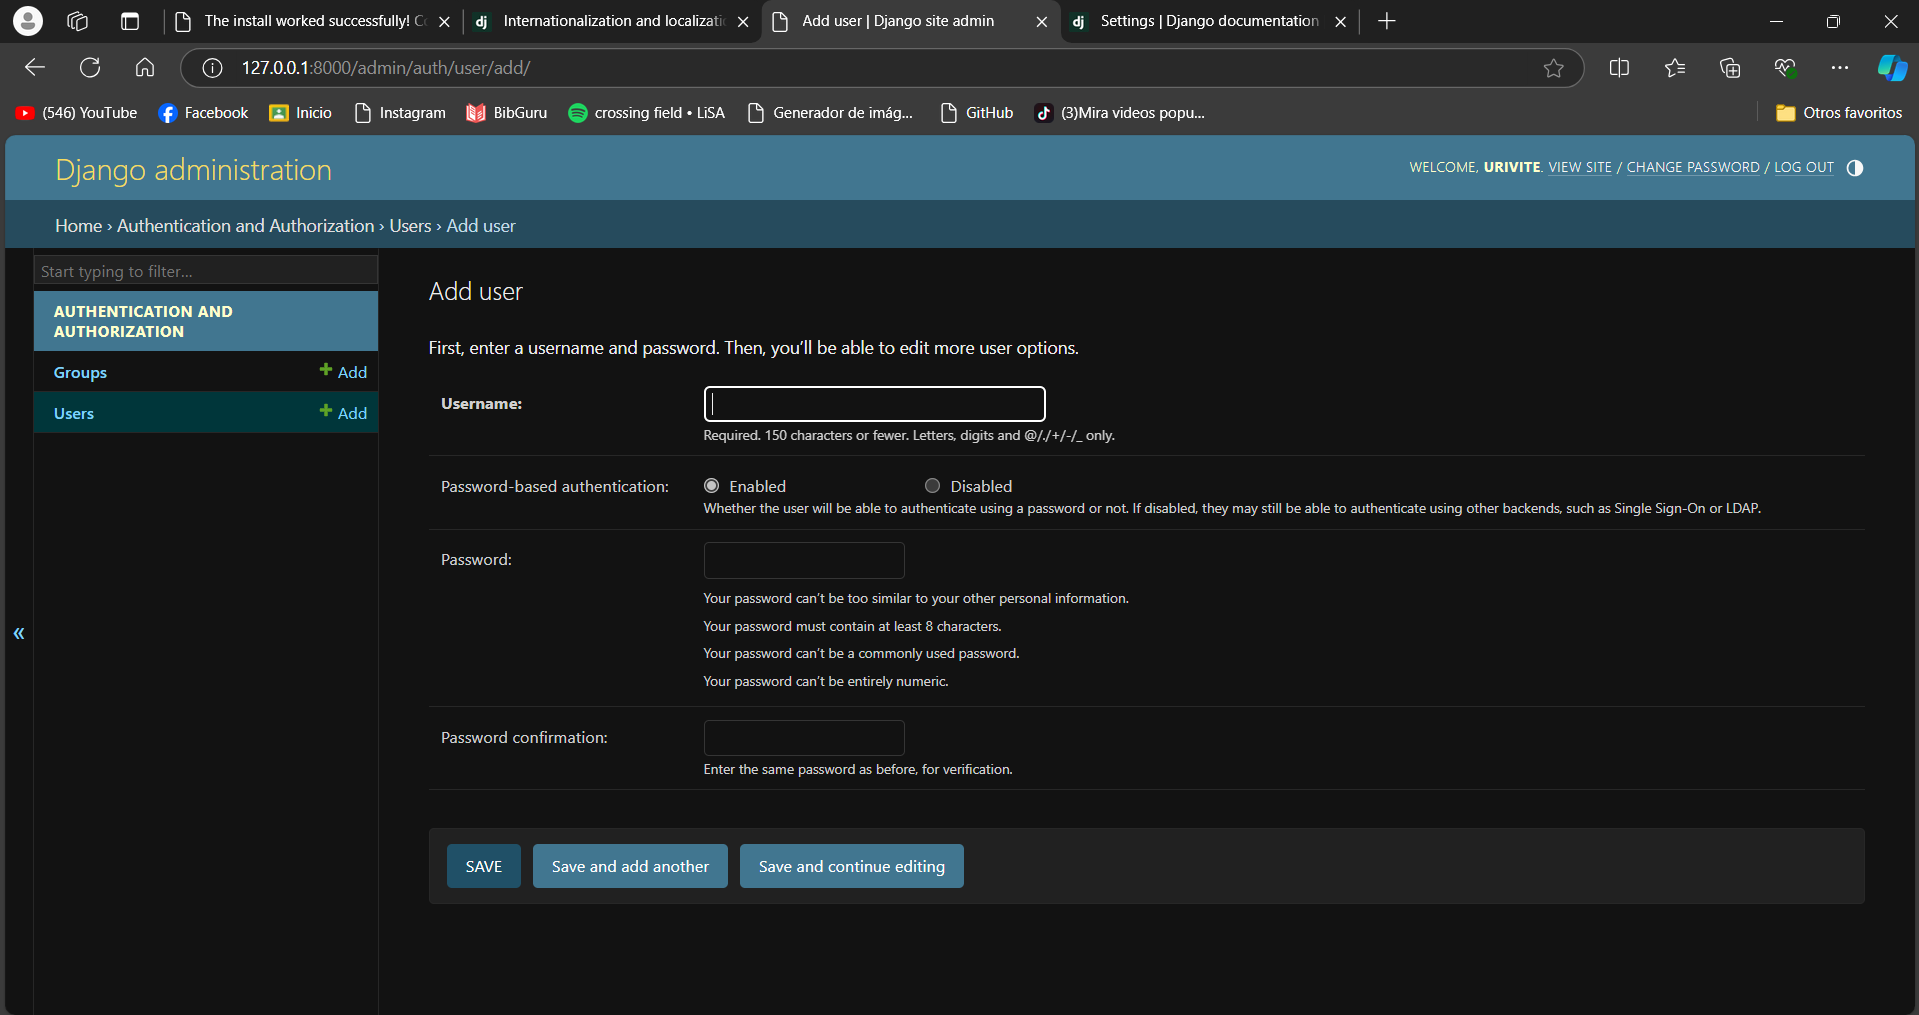 The install worked successfully! C
Internationalization and localizati
Add user | Django site admin
Settings | Django documentation
127.0.0.1:8000/admin/auth/user/add/
(546) YouTube
Facebook
Inicio
Instagram
BibGuru
crossing field • LiSA
Generador de imág...
GitHub
(3)Mira videos popu...
Otros favoritos
Django administration
WELCOME, URIVITE. VIEW SITE / CHANGE PASSWORD / LOG OUT
Home › Authentication and Authorization › Users › Add user
Start typing to filter...
AUTHENTICATION AND
AUTHORIZATION
Groups
Add
Users
Add
Add user
First, enter a username and password. Then, you’ll be able to edit more user options.
Username:
Required. 150 characters or fewer. Letters, digits and @/./+/-/_ only.
Password-based authentication:
Enabled
Disabled
Whether the user will be able to authenticate using a password or not. If disabled, they may still be able to authenticate using other backends, such as Single Sign-On or LDAP.
Password:
Your password can’t be too similar to your other personal information.
Your password must contain at least 8 characters.
Your password can’t be a commonly used password.
Your password can’t be entirely numeric.
Password confirmation:
Enter the same password as before, for verification.
SAVE
Save and add another
Save and continue editing